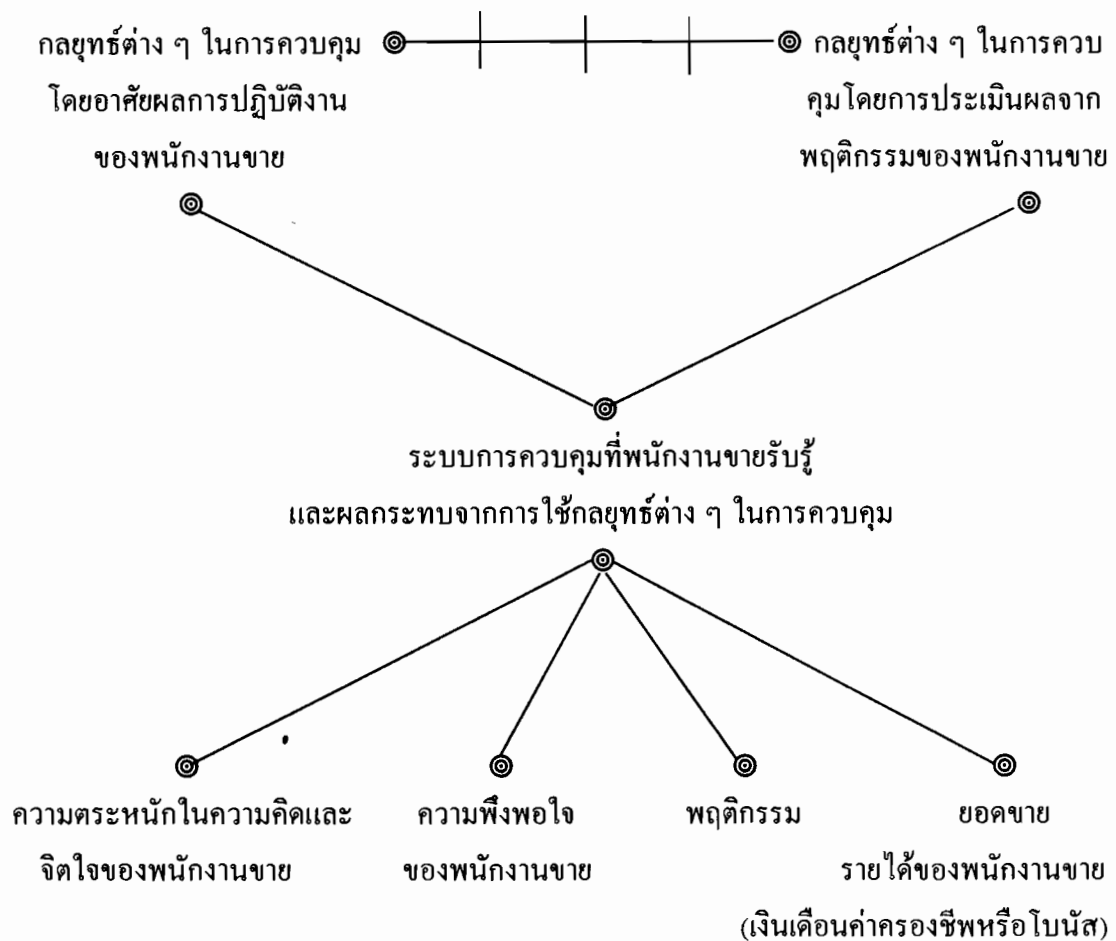 กลยุทธ์ต่าง ๆ ในการควบคุม
โดยอาศัยผลการปฏิบัติงาน
ของพนักงานขาย
กลยุทธ์ต่าง ๆ ในการควบ
คุมโดยการประเมินผลจาก
พฤติกรรมของพนักงานขาย
ระบบการควบคุมที่พนักงานขายรับรู้
และผลกระทบจากการใช้กลยุทธ์ต่าง ๆ ในการควบคุม
ความตระหนักในความคิดและ
จิตใจของพนักงานขาย
ความพึงพอใจ
ของพนักงานขาย
พฤติกรรม
ยอดขาย
รายได้ของพนักงานขาย
(เงินเดือนค่าครองชีพหรือโบนัส)